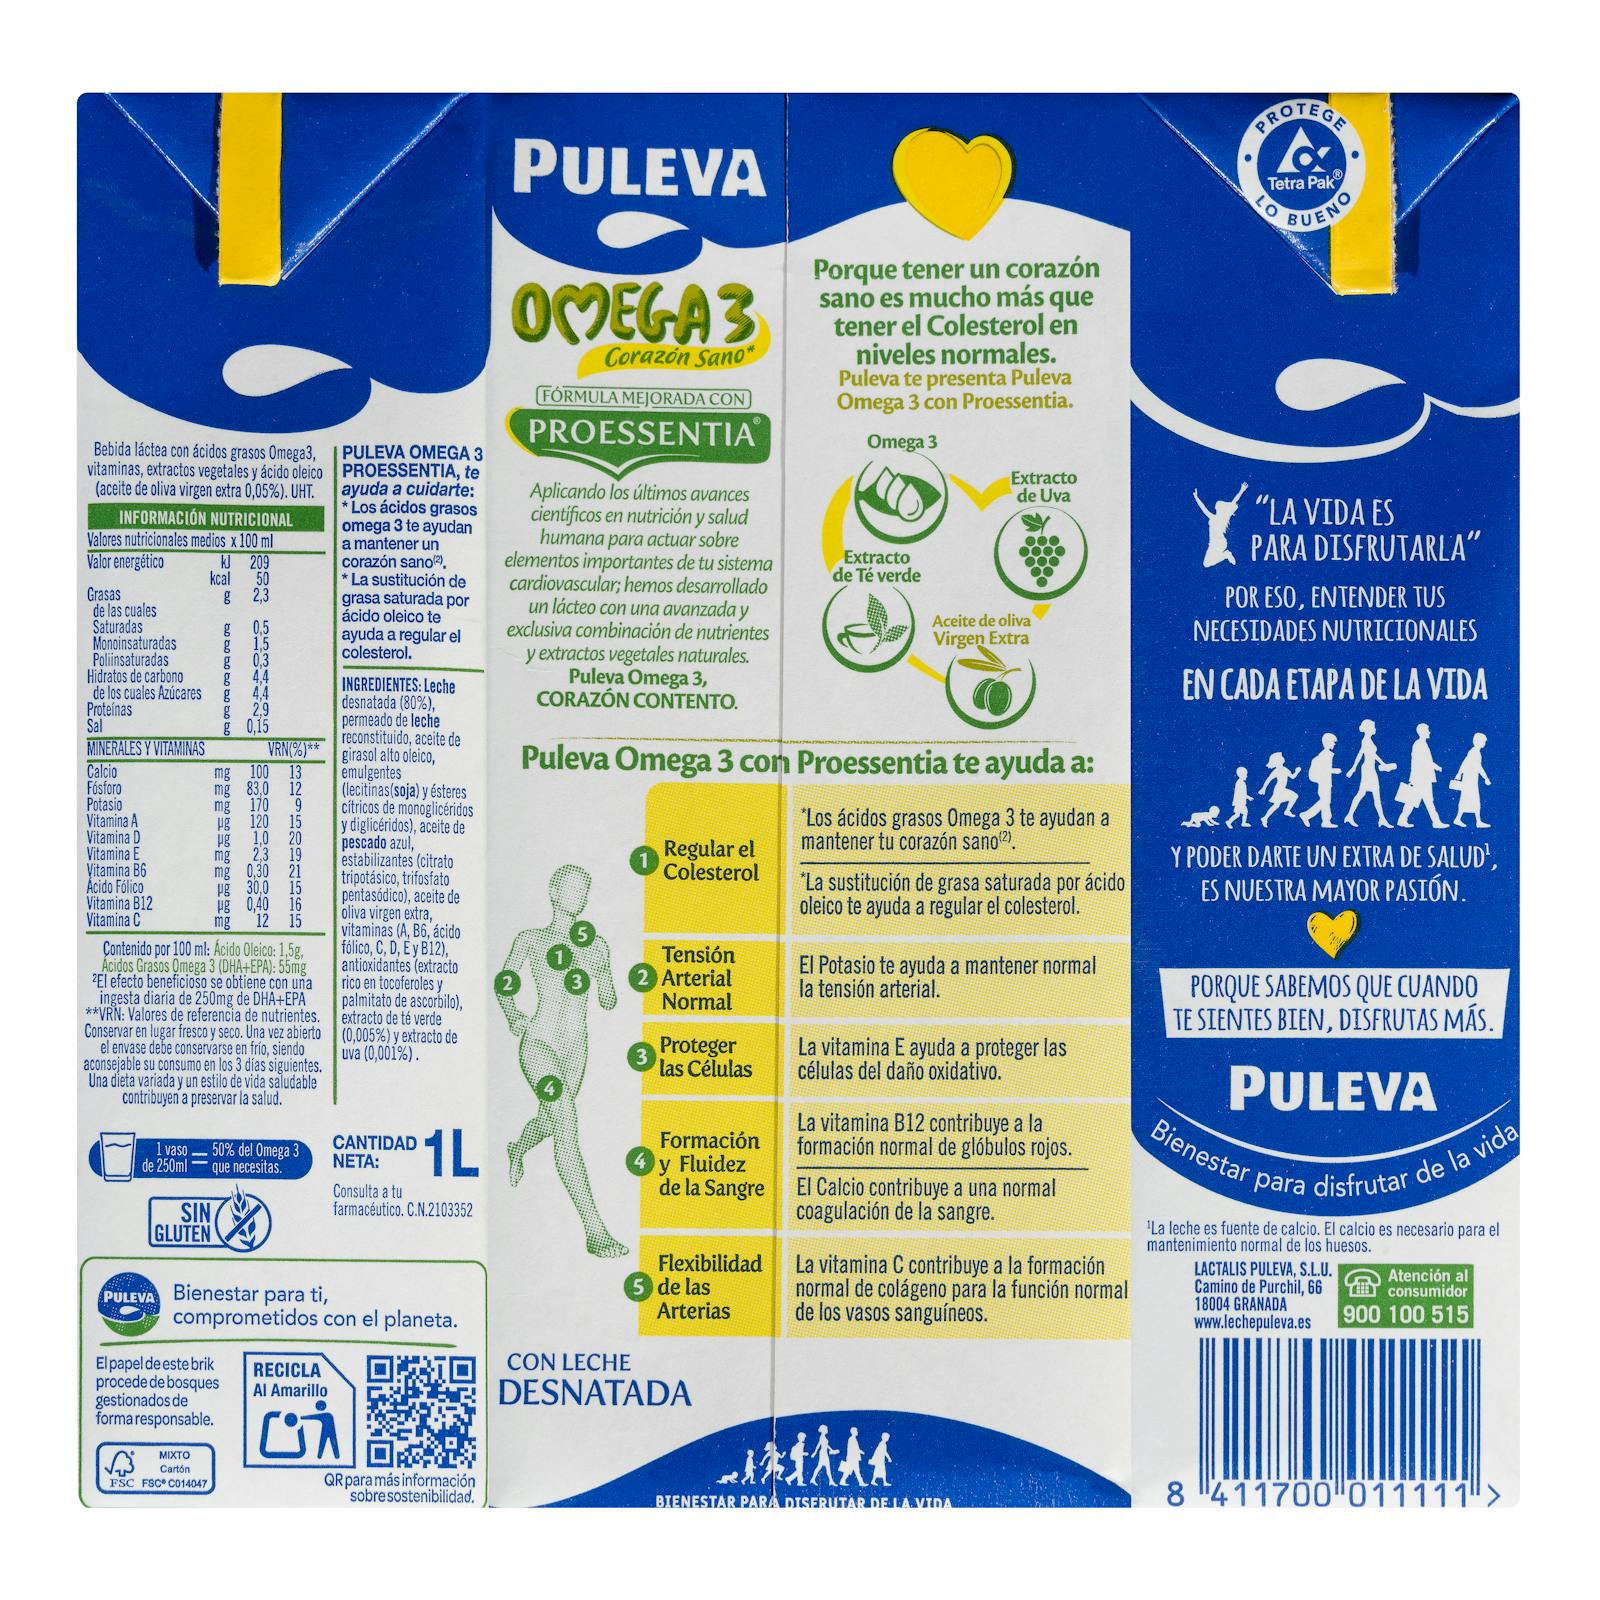 Bebida láctea con ácidos grasos Omega3,
vitaminas, extractos vegetales y ácido oleico
(aceite de oliva virgen extra 0,05%). UHT.
INFORMACIÓN NUTRICIONAL
Valores nutricionales medios x 100 ml
Valor energético kJ 209
kcal 50
Grasas g 2,3
de las cuales
Saturadas g 0,5
Monoinsaturadas g 1,5
Poliinsaturadas g 0,3
Hidratos de carbono g 4,4
de los cuales Azúcares g 4,4
Proteínas g 2,9
Sal g 0,15
MINERALES Y VITAMINAS VRN(%)**
Calcio mg 100 13
Fósforo mg 83,0 12
Potasio mg 170 9
Vitamina A µg 120 15
Vitamina D µg 1,0 20
Vitamina E mg 2,3 19
Vitamina B6 mg 0,30 21
Ácido Fólico µg 30,0 15
Vitamina B12 µg 0,40 16
Vitamina C mg 12 15
Contenido por 100 ml: Ácido Oleico: 1,5g,
Ácidos Grasos Omega 3 (DHA+EPA): 55mg
²El efecto beneficioso se obtiene con una
ingesta diaria de 250mg de DHA+EPA
**VRN: Valores de referencia de nutrientes.
Conservar en lugar fresco y seco. Una vez abierto
el envase debe conservarse en frío, siendo
aconsejable su consumo en los 3 días siguientes.
Una dieta variada y un estilo de vida saludable
contribuyen a preservar la salud.
1 vaso
de 250ml = 50% del Omega 3
que necesitas.
SIN
GLUTEN
PULEVA OMEGA 3
PROESSENTIA, te
ayuda a cuidarte:
* Los ácidos grasos
omega 3 te ayudan
a mantener un
corazón sano(2).
* La sustitución de
grasa saturada por
ácido oleico te
ayuda a regular el
colesterol.
INGREDIENTES: Leche
desnatada (80%),
permeado de leche
reconstituido, aceite de
girasol alto oleico,
emulgentes
(lecitinas(soja) y ésteres
cítricos de monoglicéridos
y diglicéridos), aceite de
pescado azul,
estabilizantes (citrato
tripotásico, trifosfato
pentasódico), aceite de
oliva virgen extra,
vitaminas (A, B6, ácido
fólico, C, D, E y B12),
antioxidantes (extracto
rico en tocoferoles y
palmitato de ascorbilo),
extracto de té verde
(0,005%) y extracto de
uva (0,001%).
CANTIDAD
NETA: 1L
Consulta a tu
farmacéutico. C.N.2103352
PULEVA
Bienestar para ti,
comprometidos con el planeta.
El papel de este brik
procede de bosques
gestionados de
forma responsable.
MIXTO
Cartón
FSC FSC® C014047
RECICLA
Al Amarillo
QR para más información
sobre sostenibilidad.
PULEVA
OMEGA 3
Corazón Sano*
FÓRMULA MEJORADA CON
PROESSENTIA®
Aplicando los últimos avances
científicos en nutrición y salud
humana para actuar sobre
elementos importantes de tu sistema
cardiovascular; hemos desarrollado
un lácteo con una avanzada y
exclusiva combinación de nutrientes
y extractos vegetales naturales.
Puleva Omega 3,
CORAZÓN CONTENTO.
Porque tener un corazón
sano es mucho más que
tener el Colesterol en
niveles normales.
Puleva te presenta Puleva
Omega 3 con Proessentia.
Omega 3
Extracto
de Uva
Extracto
de Té verde
Aceite de oliva
Virgen Extra
Puleva Omega 3 con Proessentia te ayuda a:
5
1
2
3
4
1 Regular el
Colesterol
*Los ácidos grasos Omega 3 te ayudan a
mantener tu corazón sano(2).
*La sustitución de grasa saturada por ácido
oleico te ayuda a regular el colesterol.
2 Tensión
Arterial
Normal
El Potasio te ayuda a mantener normal
la tensión arterial.
3 Proteger
las Células
La vitamina E ayuda a proteger las
células del daño oxidativo.
4 Formación
y Fluidez
de la Sangre
La vitamina B12 contribuye a la
formación normal de glóbulos rojos.
El Calcio contribuye a una normal
coagulación de la sangre.
5 Flexibilidad
de las
Arterias
La vitamina C contribuye a la formación
normal de colágeno para la función normal
de los vasos sanguíneos.
CON LECHE
DESNATADA
BIENESTAR PARA DISFRUTAR DE LA VIDA
PROTEGE
Tetra Pak®
LO BUENO
"LA VIDA ES
PARA DISFRUTARLA"
POR ESO, ENTENDER TUS
NECESIDADES NUTRICIONALES
EN CADA ETAPA DE LA VIDA
Y PODER DARTE UN EXTRA DE SALUD¹,
ES NUESTRA MAYOR PASIÓN.
PORQUE SABEMOS QUE CUANDO
TE SIENTES BIEN, DISFRUTAS MÁS.
PULEVA
Bienestar para disfrutar de la vida
¹La leche es fuente de calcio. El calcio es necesario para el
mantenimiento normal de los huesos.
LACTALIS PULEVA, S.L.U.
Camino de Purchil, 66
18004 GRANADA
www.lechepuleva.es
Atención al
consumidor
900 100 515
8 411700 011111 >